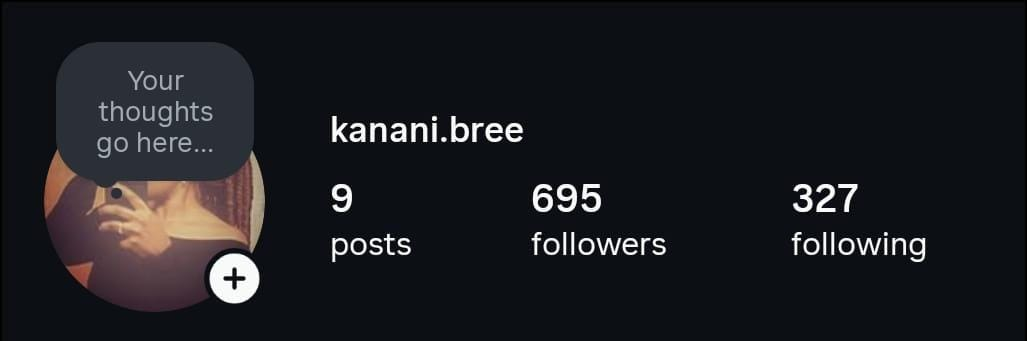 Your
thoughts
go here...
kanani.bree
9 695 327
posts followers following